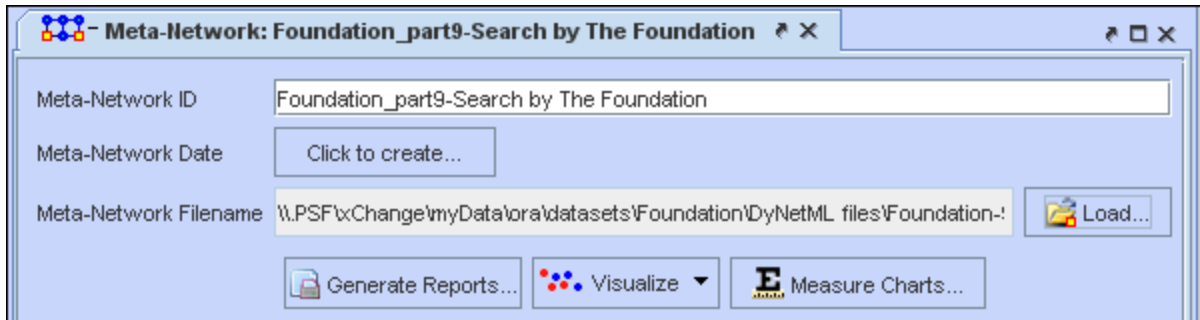 Meta-Network: Foundation_part9-Search by The Foundation
Meta-Network ID Foundation_part9-Search by The Foundation
Meta-Network Date Click to create...
Meta-Network Filename \\.PSF\xChange\myData\ora\datasets\Foundation\DyNetML files\Foundation- Load...
Generate Reports... Visualize Measure Charts...